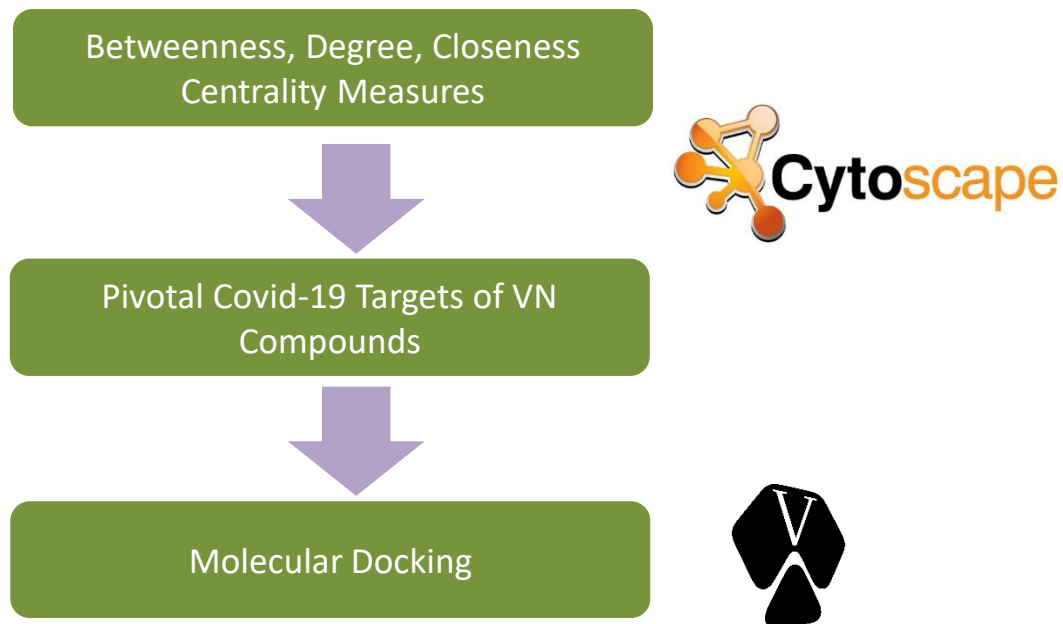 Betweenness, Degree, Closeness
Centrality Measures
Cytoscape
Pivotal Covid-19 Targets of VN
Compounds
Molecular Docking
V